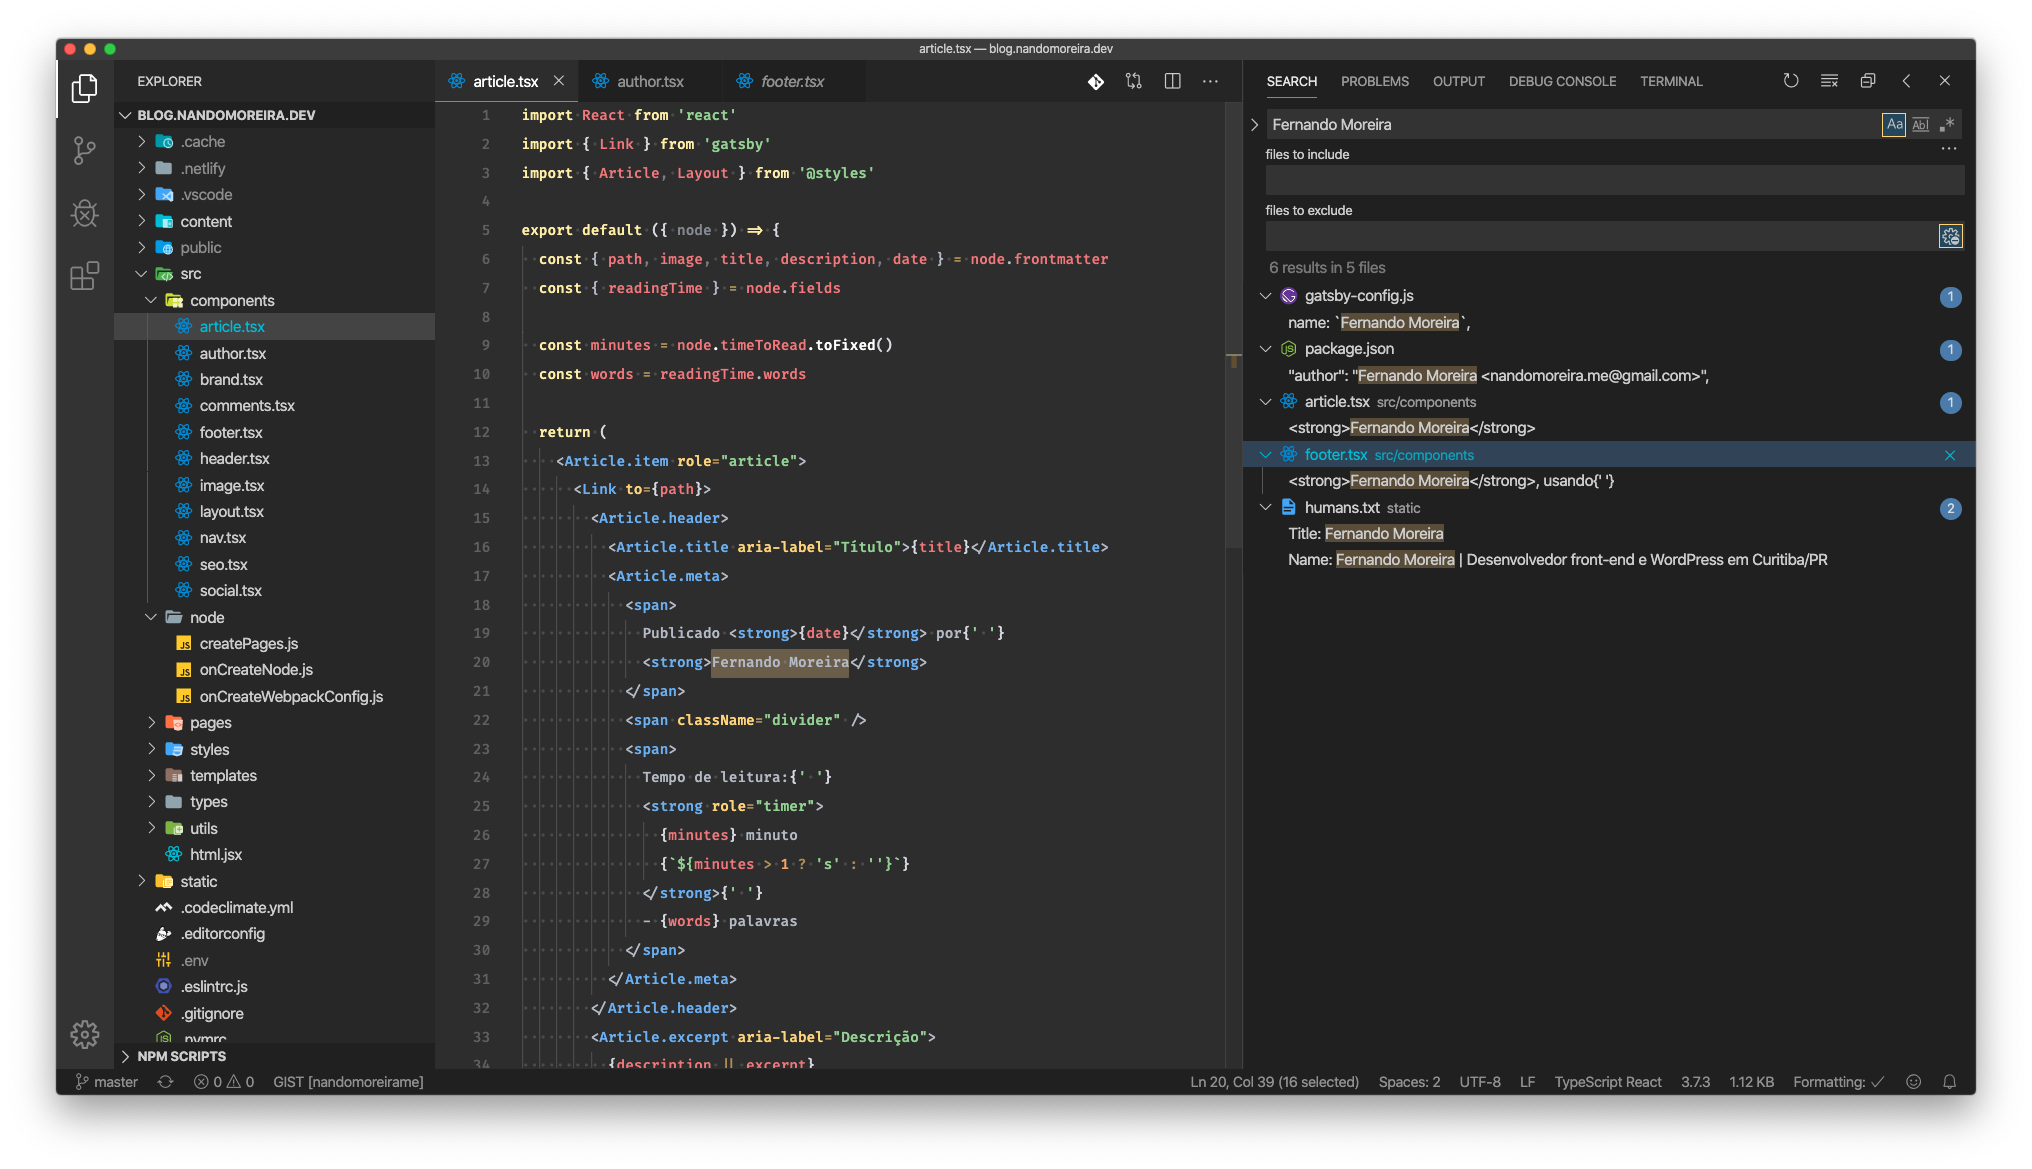 article.tsx — blog.nandomoreira.dev
EXPLORER
BLOG.NANDOMOREIRA.DEV
.cache
.netlify
.vscode
content
public
src
components
article.tsx
author.tsx
brand.tsx
comments.tsx
footer.tsx
header.tsx
image.tsx
layout.tsx
nav.tsx
seo.tsx
social.tsx
node
createPages.js
onCreateNode.js
onCreateWebpackConfig.js
pages
styles
templates
types
utils
html.jsx
static
.codeclimate.yml
.editorconfig
.env
.eslintrc.js
.gitignore
.nvmrc
NPM SCRIPTS
article.tsx author.tsx footer.tsx
1 import React from 'react'
2 import { Link } from 'gatsby'
3 import { Article, Layout } from '@styles'
4
5 export default ({ node }) => {
6 const { path, image, title, description, date } = node.frontmatter
7 const { readingTime } = node.fields
8
9 const minutes = node.timeToRead.toFixed()
10 const words = readingTime.words
11
12 return (
13 <Article.item role="article">
14 <Link to={path}>
15 <Article.header>
16 <Article.title aria-label="Título">{title}</Article.title>
17 <Article.meta>
18 <span>
19 Publicado <strong>{date}</strong> por{' '}
20 <strong>Fernando Moreira</strong>
21 </span>
22 <span className="divider" />
23 <span>
24 Tempo de leitura:{' '}
25 <strong role="timer">
26 {minutes} minuto
27 {`${minutes > 1 ? 's' : ''}`}
28 </strong>{' '}
29 - {words} palavras
30 </span>
31 </Article.meta>
32 </Article.header>
33 <Article.excerpt aria-label="Descrição">
34 {description || excerpt}
SEARCH PROBLEMS OUTPUT DEBUG CONSOLE TERMINAL
Fernando Moreira Aa Abl .*
files to include
files to exclude
6 results in 5 files
gatsby-config.js 1
name: `Fernando Moreira`,
package.json 1
"author": "Fernando Moreira <nandomoreira.me@gmail.com>",
article.tsx src/components 1
<strong>Fernando Moreira</strong>
footer.tsx src/components
<strong>Fernando Moreira</strong>, usando{' '}
humans.txt static 2
Title: Fernando Moreira
Name: Fernando Moreira | Desenvolvedor front-end e WordPress em Curitiba/PR
master 0 0 GIST [nandomoreirame] Ln 20, Col 39 (16 selected) Spaces: 2 UTF-8 LF TypeScript React 3.7.3 1.12 KB Formatting: ✓